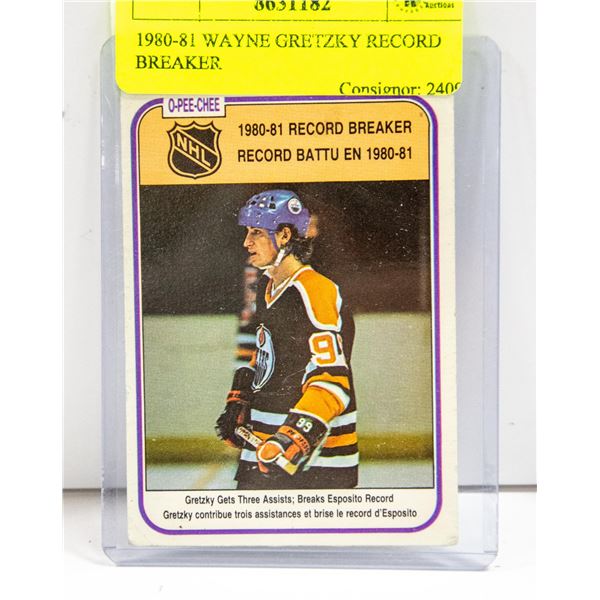 8631182
Auctions
1980-81 WAYNE GRETZKY RECORD
BREAKER
Consignor: 2409
O-PEE-CHEE
NHL
1980-81 RECORD BREAKER
RECORD BATTU EN 1980-81
99
99
Gretzky Gets Three Assists; Breaks Esposito Record
Gretzky contribue trois assistances et brise le record d'Esposito